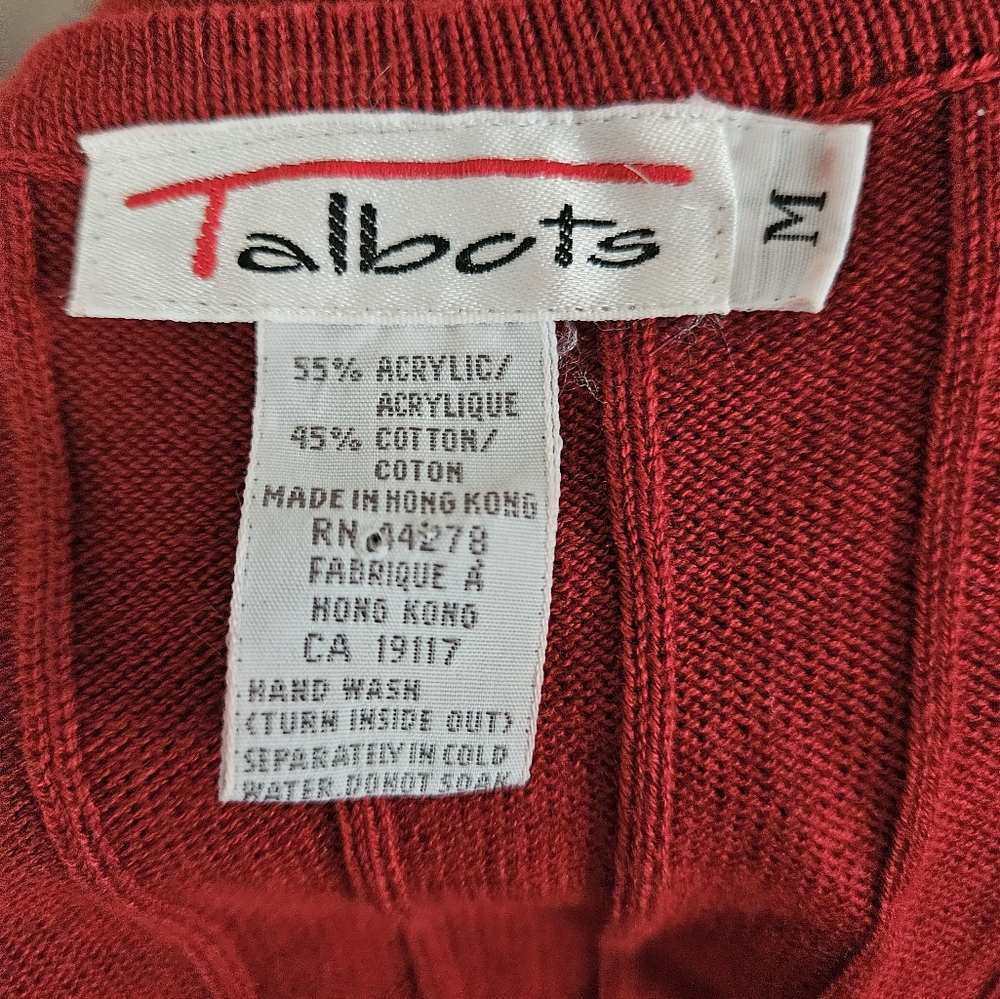 Talbots
M
55% ACRYLIC/
ACRYLIQUE
45% COTTON/
COTON
MADE IN HONG KONG
RN 44278
FABRIQUE À
HONG KONG
CA 19117
HAND WASH
(TURN INSIDE OUT)
SEPARATELY IN COLD
WATER. DO NOT SOAK